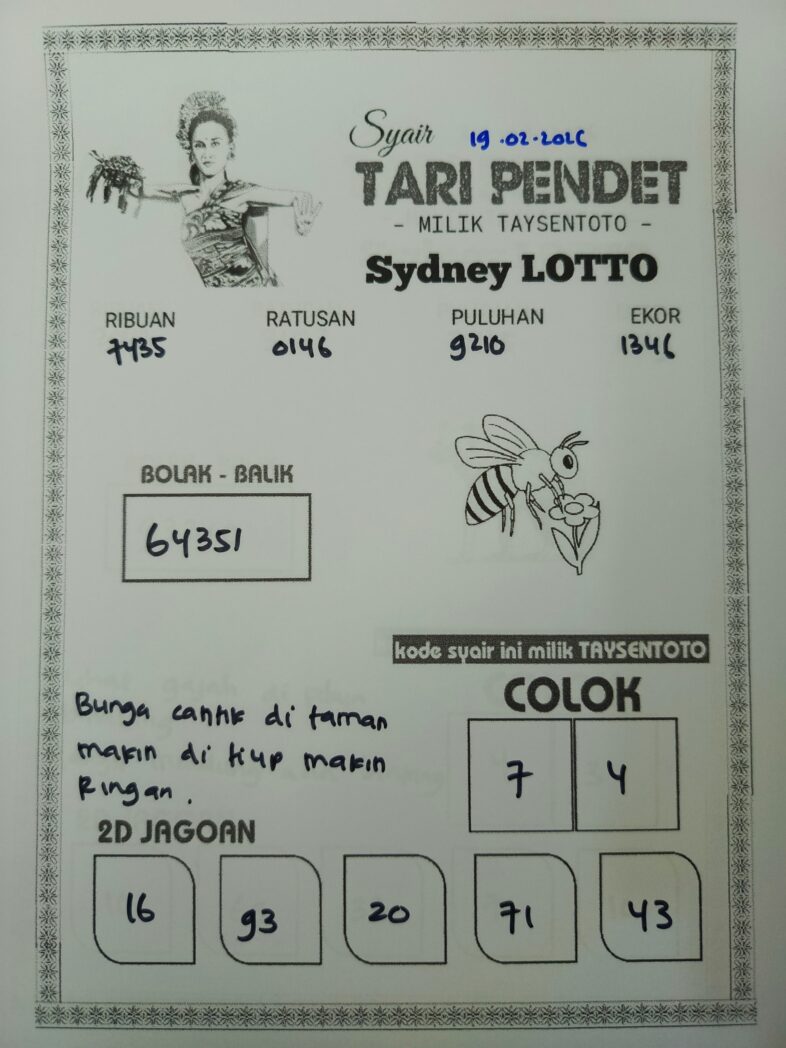 Syair 19.02.2026
TARI PENDET
- MILIK TAYSENTOTO -
Sydney LOTTO
RIBUAN RATUSAN PULUHAN EKOR
7435 0146 9210 1346
BOLAK - BALIK
64351
kode syair ini milik TAYSENTOTO
COLOK
7 4
Bunga cantik di taman
makin di tiup makin
Ringan.
2D JAGOAN
16 93 20 71 43